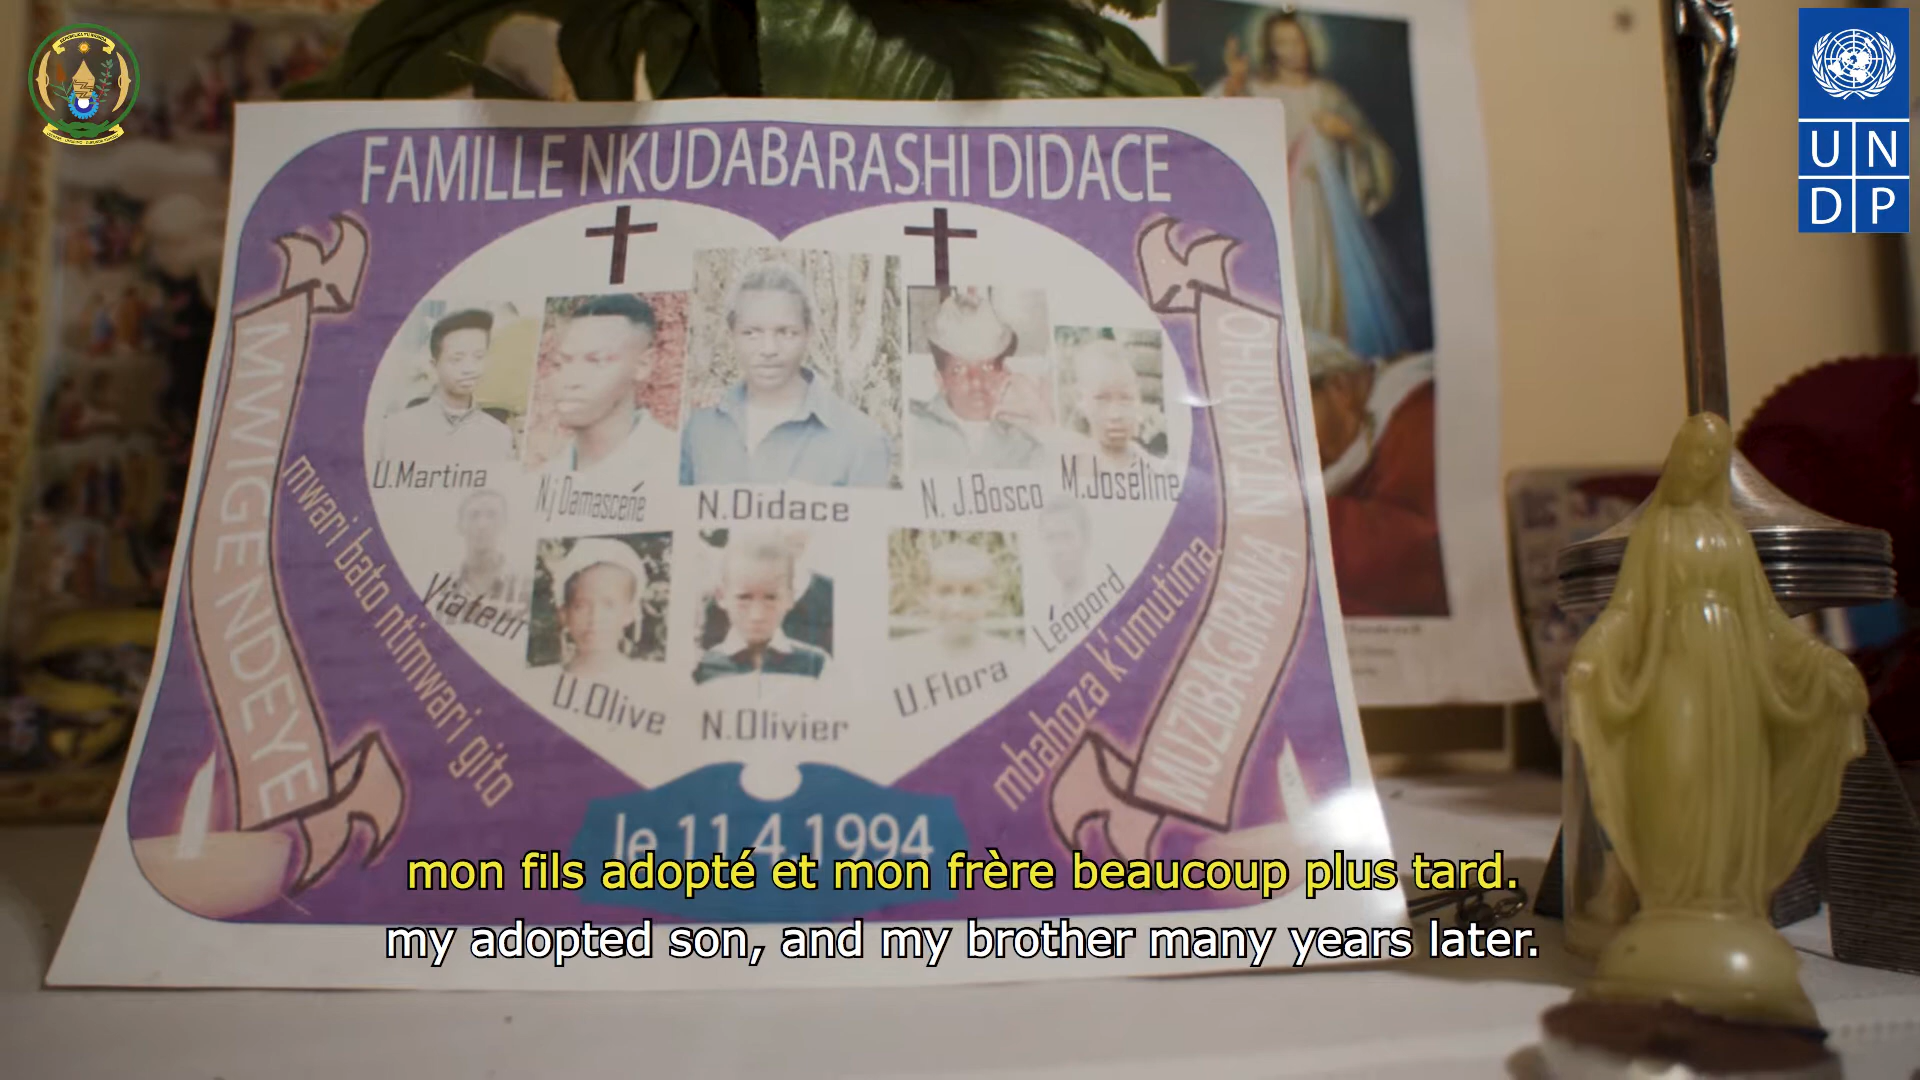 FAMILLE NKUDABARASHI DIDACE
MWIGENDEYE
mwari bato ntimwari gito
U.Martina
N.j Damascene
N.Didace
N. J.Bosco
M.Joséline
Viateur
U.Olive
N.Olivier
U.Flora
Léopord
mbahoza k'umutima
MUZIBAGIRANA NTAKIRIHO
le 11.4.1994
mon fils adopté et mon frère beaucoup plus tard.
my adopted son, and my brother many years later.
U N
D P